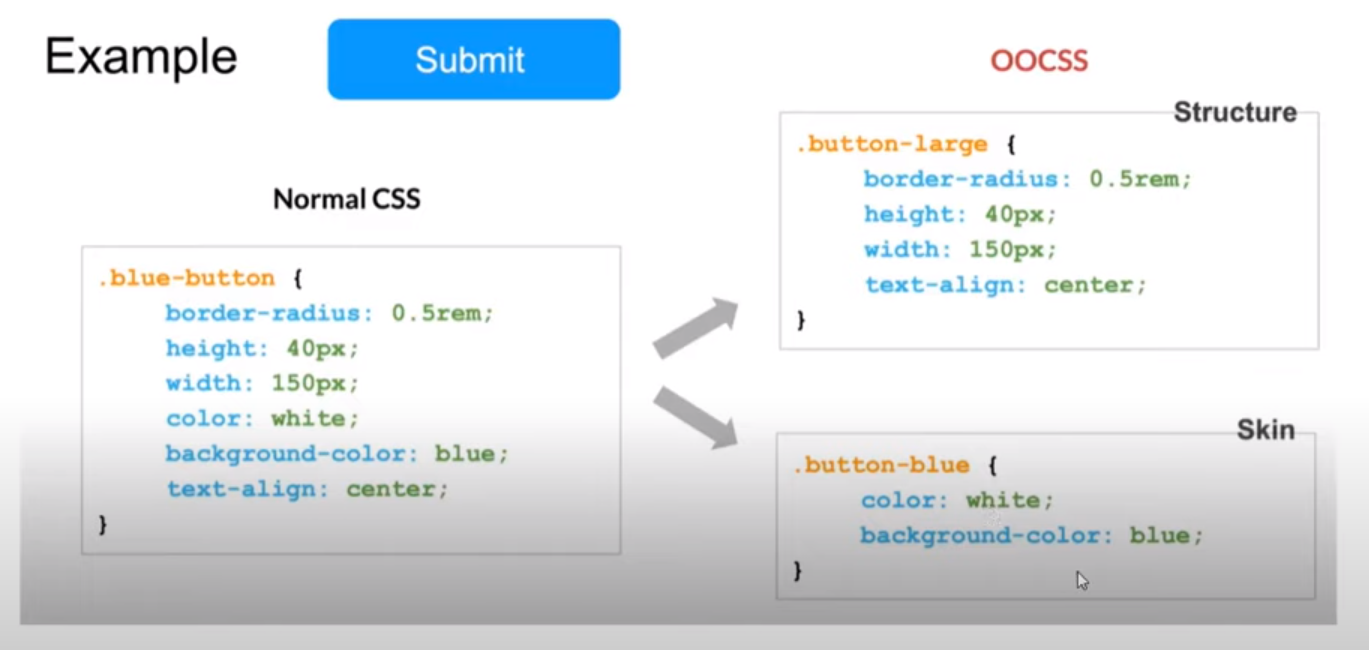 Example
Submit
Normal CSS
.blue-button {
border-radius: 0.5rem;
height: 40px;
width: 150px;
color: white;
background-color: blue;
text-align: center;
}
OOCSS
Structure
.button-large {
border-radius: 0.5rem;
height: 40px;
width: 150px;
text-align: center;
}
Skin
.button-blue {
color: white;
background-color: blue;
}